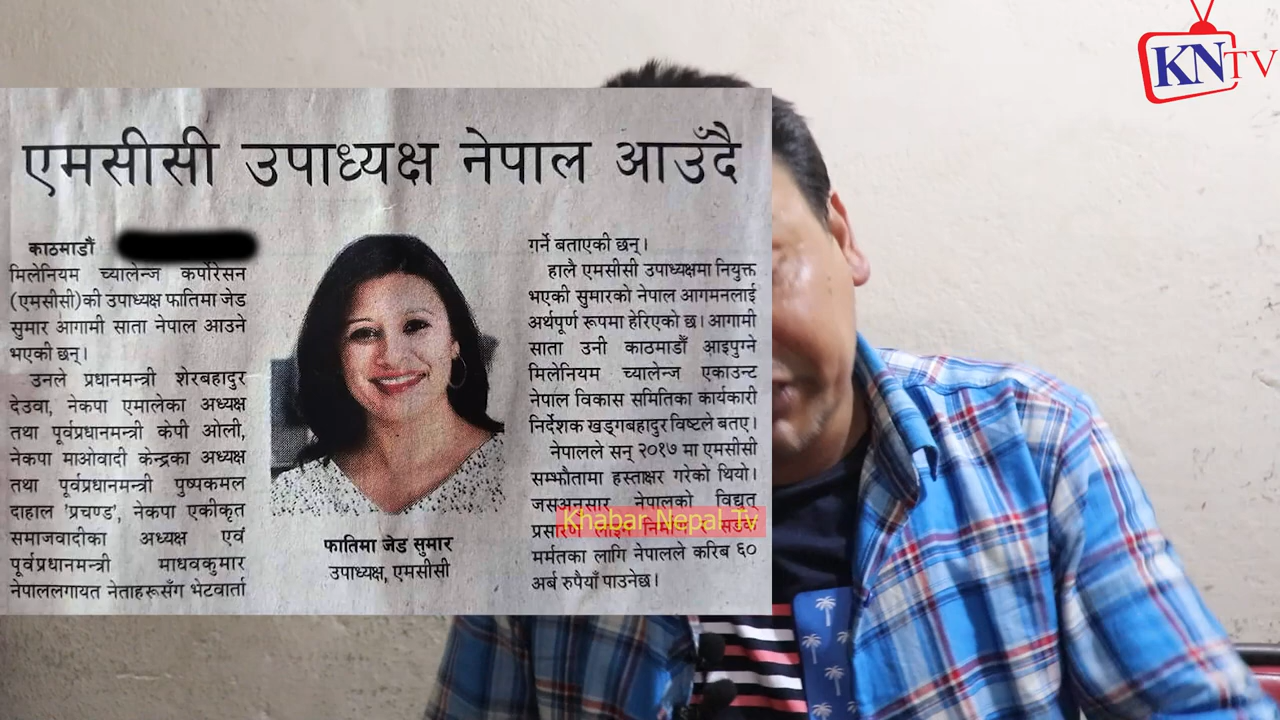 KN TV
एमसीसी उपाध्यक्ष नेपाल आउँदै
काठमाडौं
मिलेनियम च्यालेन्ज कर्पोरेसन
(एमसीसी)की उपाध्यक्ष फातिमा जेड
सुमार आगामी साता नेपाल आउने
भएकी छन्।
उनले प्रधानमन्त्री शेरबहादुर
देउवा, नेकपा एमालेका अध्यक्ष
तथा पूर्वप्रधानमन्त्री केपी ओली,
नेकपा माओवादी केन्द्रका अध्यक्ष
तथा पूर्वप्रधानमन्त्री पुष्पकमल
दाहाल 'प्रचण्ड', नेकपा एकीकृत
समाजवादीका अध्यक्ष एवं
पूर्वप्रधानमन्त्री माधवकुमार
नेपाललगायत नेताहरूसँग भेटवार्ता
फातिमा जेड सुमार
उपाध्यक्ष, एमसीसी
गर्ने बताएकी छन्।
हालै एमसीसी उपाध्यक्षमा नियुक्त
भएकी सुमारको नेपाल आगमनलाई
अर्थपूर्ण रूपमा हेरिएको छ। आगामी
साता उनी काठमाडौं आइपुग्ने
मिलेनियम च्यालेन्ज एकाउन्ट
नेपाल विकास समितिका कार्यकारी
निर्देशक खड्गबहादुर विष्टले बताए।
नेपालले सन् २०१७ मा एमसीसी
सम्झौतामा हस्ताक्षर गरेको थियो।
जसअनुसार नेपालको विद्युत
प्रसारण लाइन निर्माण र सडक
Khabar Nepal Tv
मर्मतका लागि नेपालले करिब ६०
अर्ब रुपैयाँ पाउनेछ।